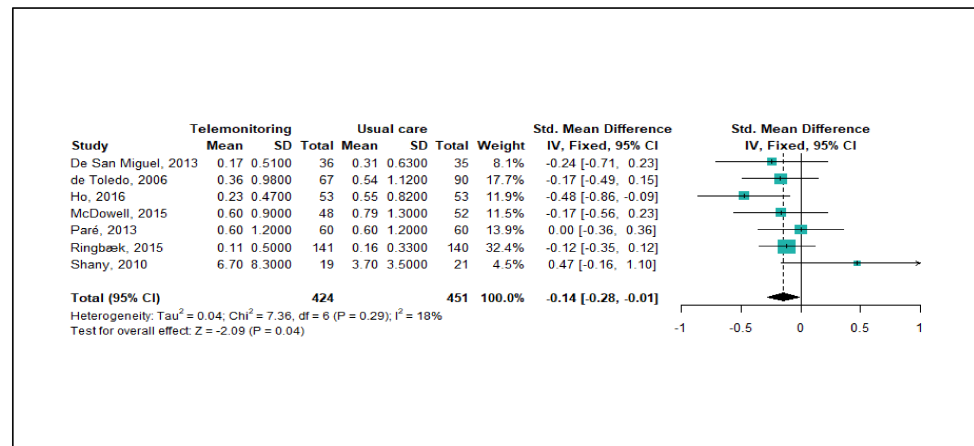 Telemonitoring Usual care Std. Mean Difference Std. Mean Difference
Study Mean SD Total Mean SD Total Weight IV, Fixed, 95% CI IV, Fixed, 95% CI
De San Miguel, 2013 0.17 0.5100 36 0.31 0.6300 35 8.1% -0.24 [-0.71; 0.23]
de Toledo, 2006 0.36 0.9800 67 0.54 1.1200 90 17.7% -0.17 [-0.49; 0.15]
Ho, 2016 0.23 0.4700 53 0.55 0.8200 53 11.9% -0.48 [-0.86; -0.09]
McDowell, 2015 0.60 0.9000 48 0.79 1.3000 52 11.5% -0.17 [-0.56; 0.23]
Paré, 2013 0.60 1.2000 60 0.60 1.2000 60 13.9% 0.00 [-0.36; 0.36]
Ringbæk, 2015 0.11 0.5000 141 0.16 0.3300 140 32.4% -0.12 [-0.35; 0.12]
Shany, 2010 6.70 8.3000 19 3.70 3.5000 21 4.5% 0.47 [-0.16; 1.10]
Total (95% CI) 424 451 100.0% -0.14 [-0.28; -0.01]
Heterogeneity: Tau² = 0.04; Chi² = 7.36, df = 6 (P = 0.29); I² = 18%
Test for overall effect: Z = -2.09 (P = 0.04)
-1 -0.5 0 0.5 1